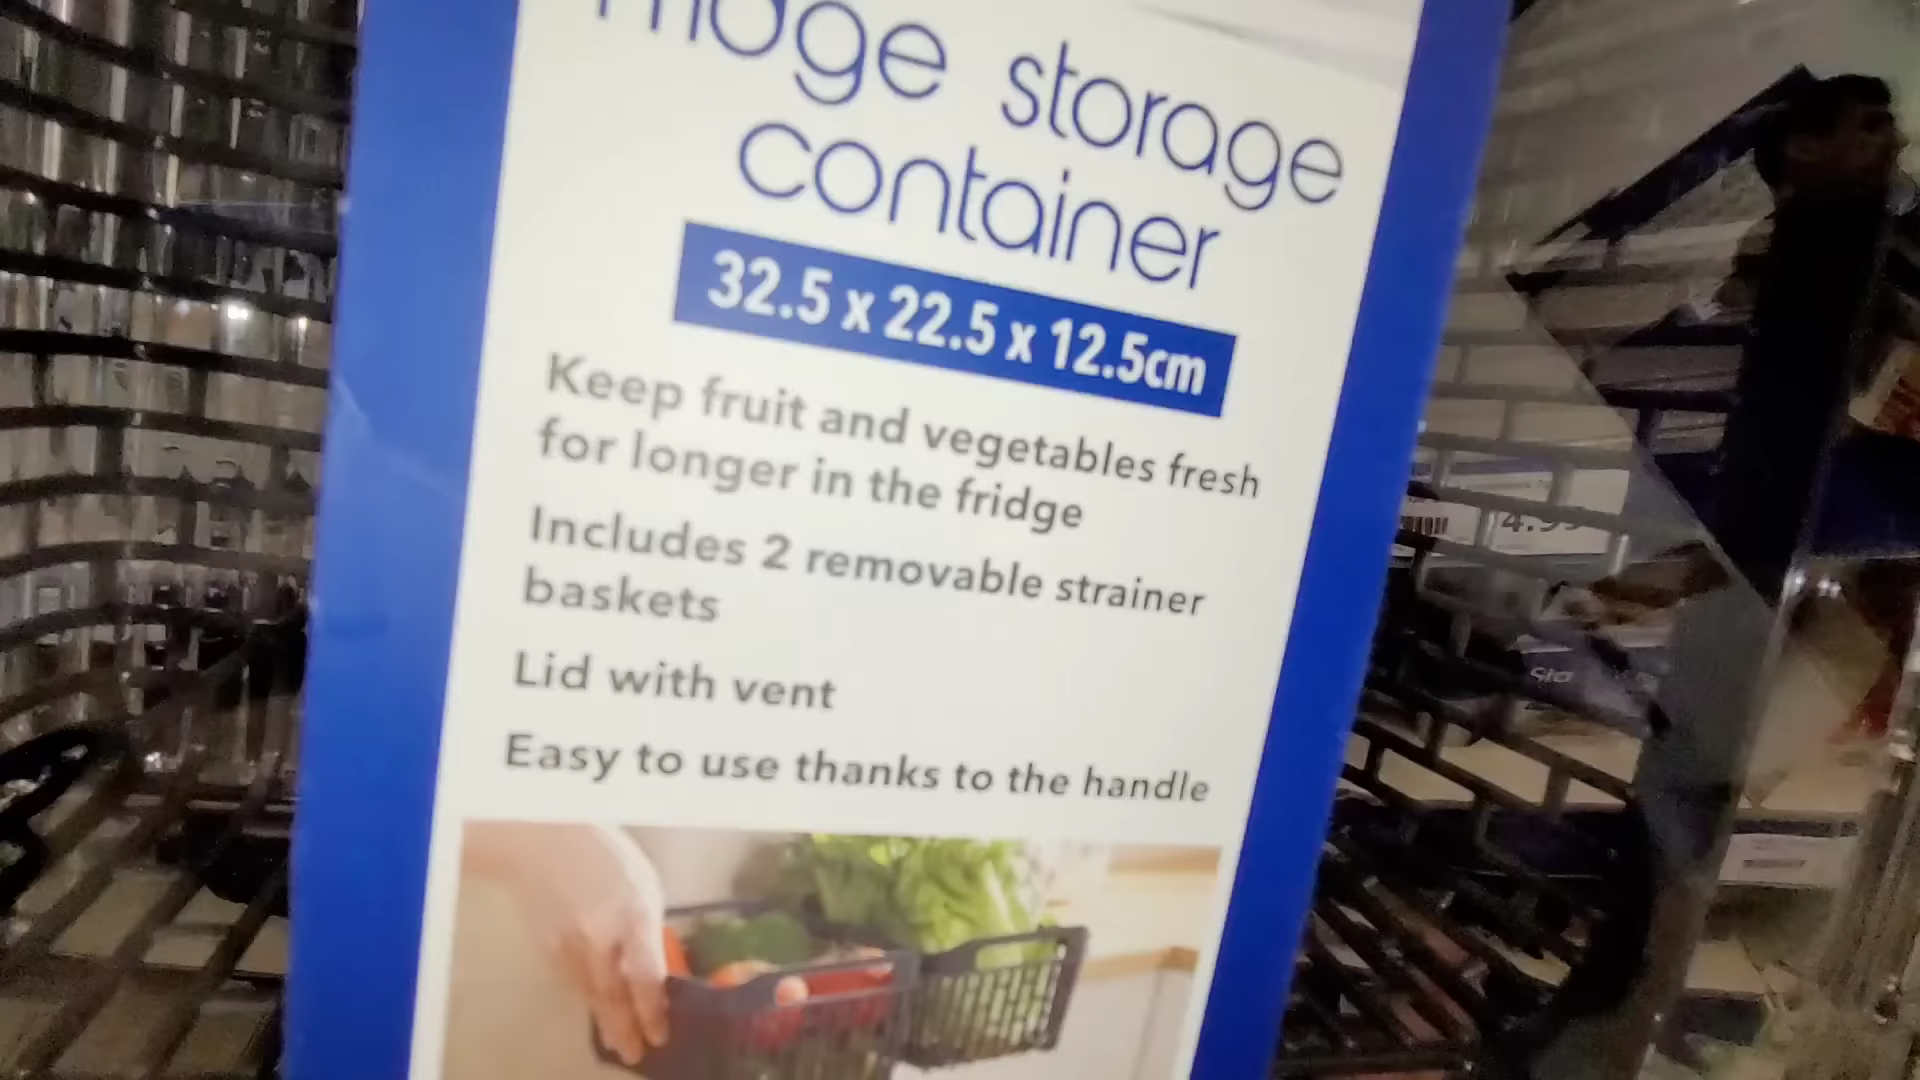 fridge storage
container
32.5 x 22.5 x 12.5cm
Keep fruit and vegetables fresh
for longer in the fridge
Includes 2 removable strainer
baskets
Lid with vent
Easy to use thanks to the handle